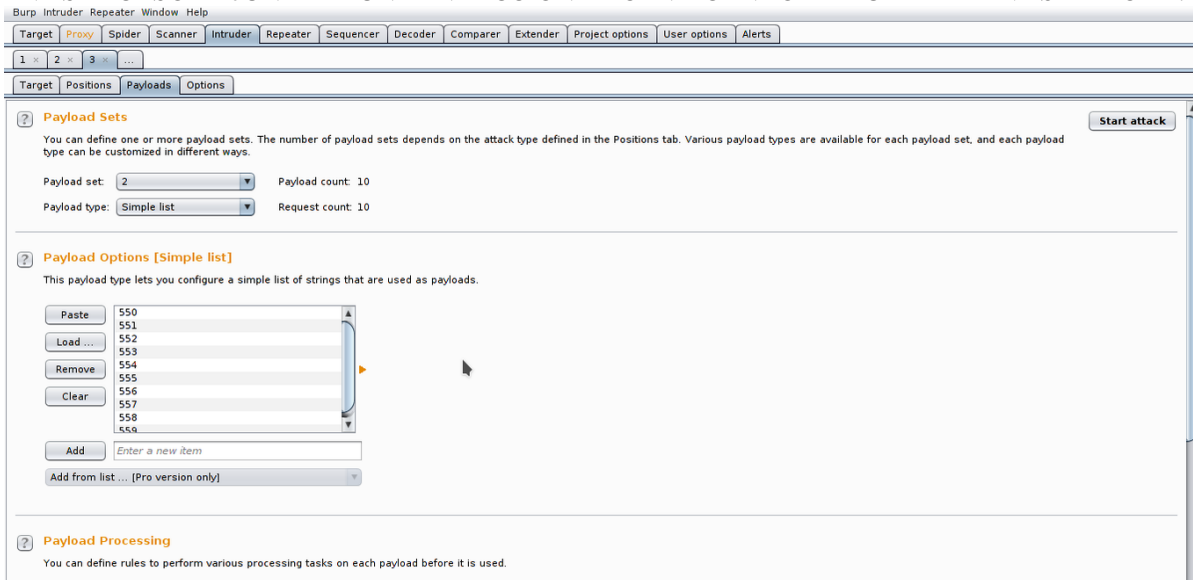 Burp Intruder Repeater Window Help
Target Proxy Spider Scanner Intruder Repeater Sequencer Decoder Comparer Extender Project options User options Alerts
1 × 2 × 3 × ...
Target Positions Payloads Options
? Payload Sets Start attack
You can define one or more payload sets. The number of payload sets depends on the attack type defined in the Positions tab. Various payload types are available for each payload set, and each payload
type can be customized in different ways.
Payload set: 2 Payload count: 10
Payload type: Simple list Request count: 10
? Payload Options [Simple list]
This payload type lets you configure a simple list of strings that are used as payloads.
Paste
Load ...
Remove
Clear
550
551
552
553
554
555
556
557
558
559
Add Enter a new item
Add from list ... [Pro version only]
? Payload Processing
You can define rules to perform various processing tasks on each payload before it is used.